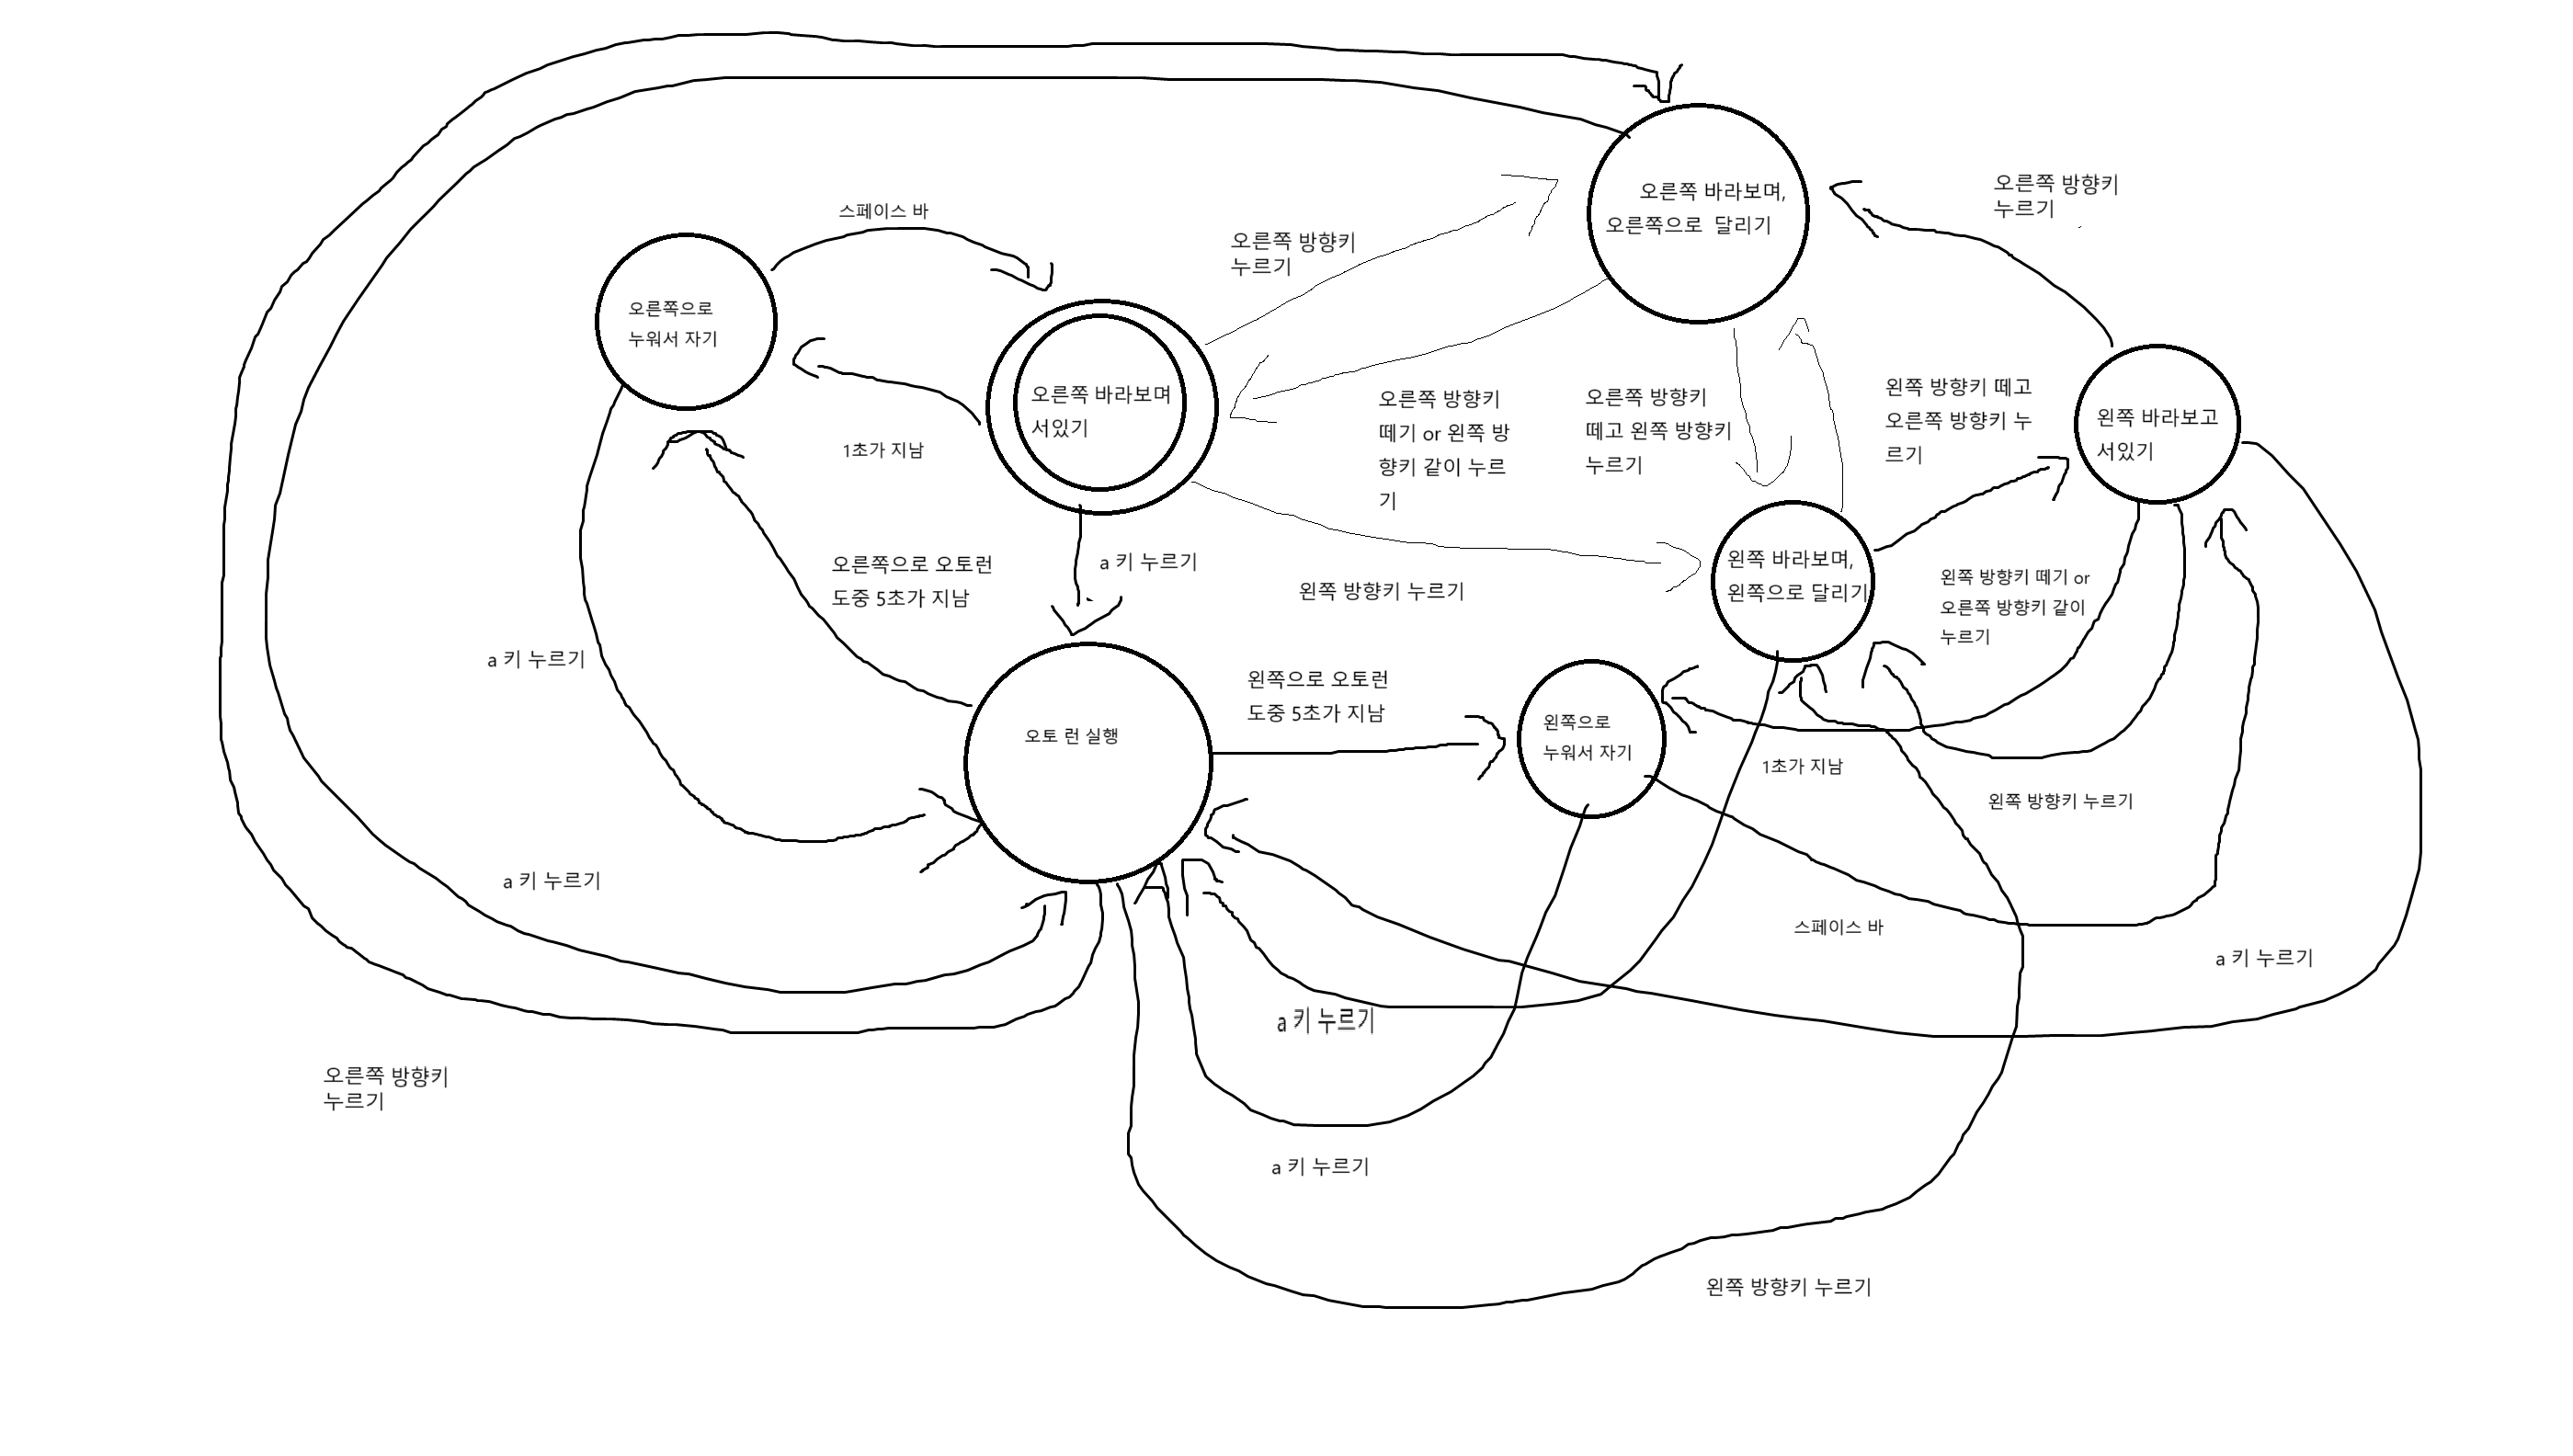 오른쪽 바라보며,
오른쪽으로 달리기
오른쪽 방향키
누르기
스페이스 바
오른쪽 방향키
누르기
오른쪽으로
누워서 자기
오른쪽 바라보며
서있기
1초가 지남
오른쪽 방향키
떼기 or 왼쪽 방
향키 같이 누르
기
오른쪽 방향키
떼고 왼쪽 방향키
누르기
왼쪽 방향키 떼고
오른쪽 방향키 누
르기
왼쪽 바라보고
서있기
오른쪽으로 오토런
도중 5초가 지남
a 키 누르기
왼쪽 방향키 누르기
왼쪽 바라보며,
왼쪽으로 달리기
왼쪽 방향키 떼기 or
오른쪽 방향키 같이
누르기
a 키 누르기
왼쪽으로 오토런
도중 5초가 지남
오토 런 실행
왼쪽으로
누워서 자기
1초가 지남
왼쪽 방향키 누르기
a 키 누르기
스페이스 바
a 키 누르기
a 키 누르기
오른쪽 방향키
누르기
a 키 누르기
왼쪽 방향키 누르기